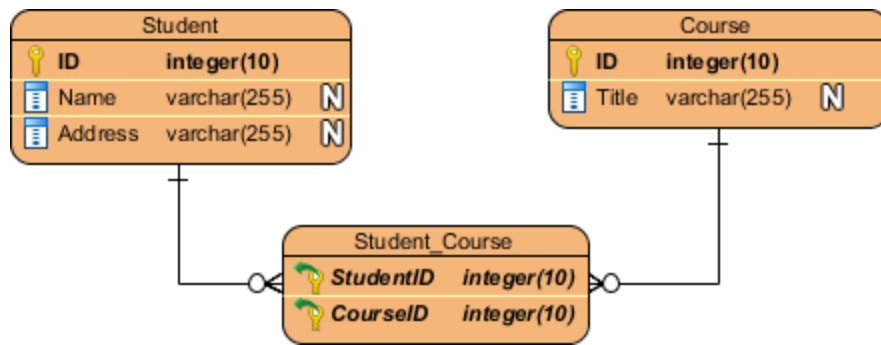 Student
ID integer(10)
Name varchar(255) N
Address varchar(255) N
Course
ID integer(10)
Title varchar(255) N
Student_Course
StudentID integer(10)
CourseID integer(10)